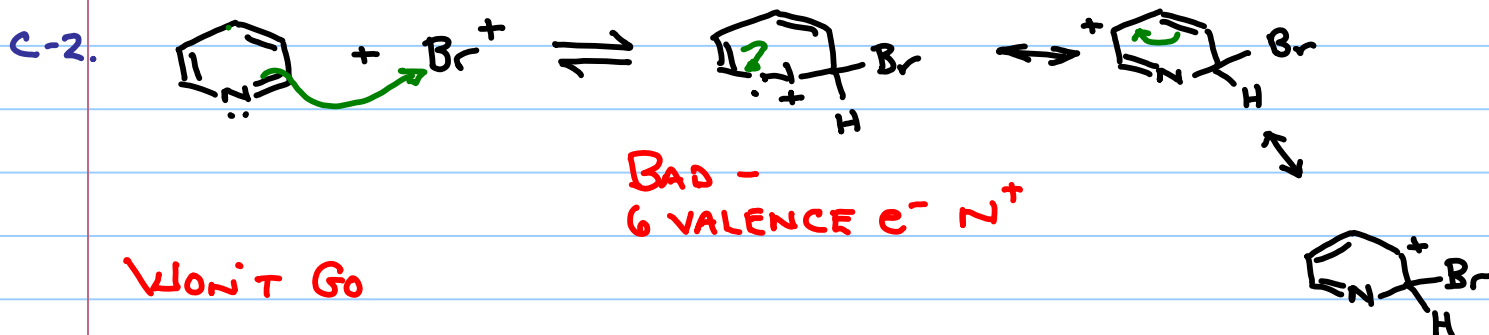 C-2. N + Br+ N + Br H + N Br H
BAD -
6 VALENCE e- N+
WON'T GO
+ N Br H